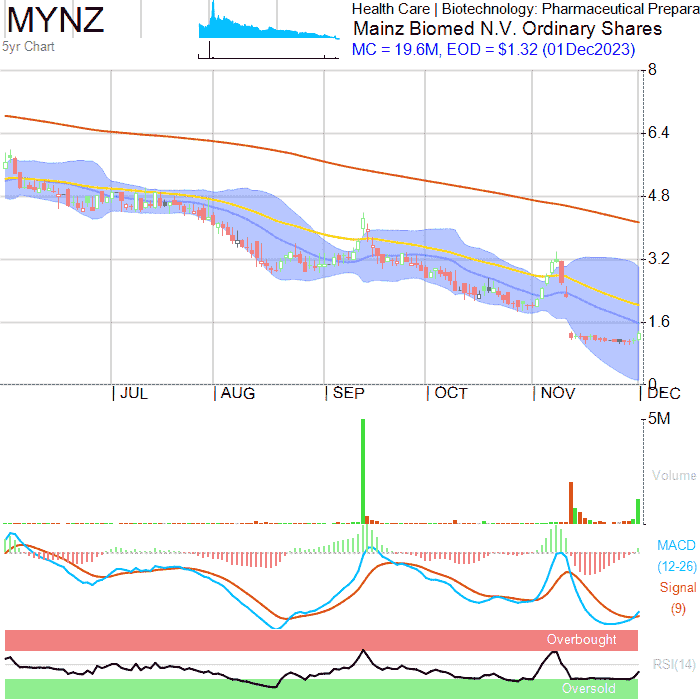 MYNZ
5yr Chart
Health Care | Biotechnology: Pharmaceutical Prepara
Mainz Biomed N.V. Ordinary Shares
MC = 19.6M, EOD = $1.32 (01Dec2023)
8
6.4
4.8
3.2
1.6
0
JUL
AUG
SEP
OCT
NOV
DEC
5M
Volume
MACD
(12-26)
Signal
(9)
Overbought
RSI(14)
Oversold